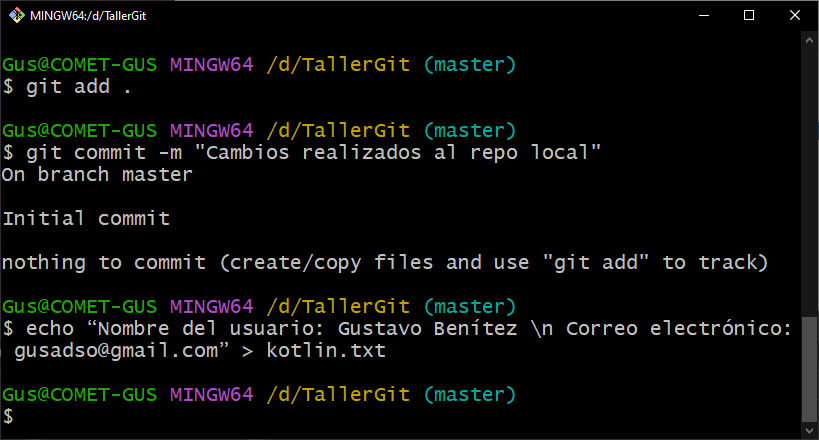 MINGW64:/d/TallerGit
Gus@COMET-GUS MINGW64 /d/TallerGit (master)
$ git add .
Gus@COMET-GUS MINGW64 /d/TallerGit (master)
$ git commit -m "Cambios realizados al repo local"
On branch master
Initial commit
nothing to commit (create/copy files and use "git add" to track)
Gus@COMET-GUS MINGW64 /d/TallerGit (master)
$ echo “Nombre del usuario: Gustavo Benítez \n Correo electrónico:
gusadso@gmail.com” > kotlin.txt
Gus@COMET-GUS MINGW64 /d/TallerGit (master)
$